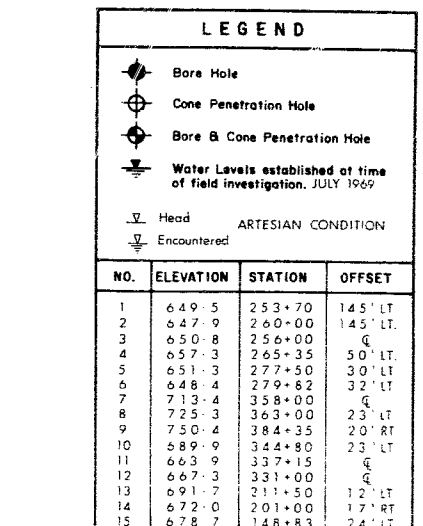 LEGEND
Bore Hole
Cone Penetration Hole
Bore & Cone Penetration Hole
Water Levels established at time
of field investigation. JULY 1969
Head
ARTESIAN CONDITION
Encountered
NO. ELEVATION STATION OFFSET
1 649.5 253+70 145' LT
2 647.9 260+00 145' LT.
3 650.8 256+00 ℄
4 657.3 265+35 50' LT.
5 651.3 277+50 30' LT
6 648.4 279+82 32' LT
7 713.4 358+00 ℄
8 725.3 363+00 23' LT
9 750.4 384+35 20' RT
10 689.9 344+80 23' LT
11 663.9 337+15 ℄
12 667.3 331+00 ℄
13 691.7 211+50 12' LT
14 672.0 201+00 17' RT
15 678.7 148+83 24' LT